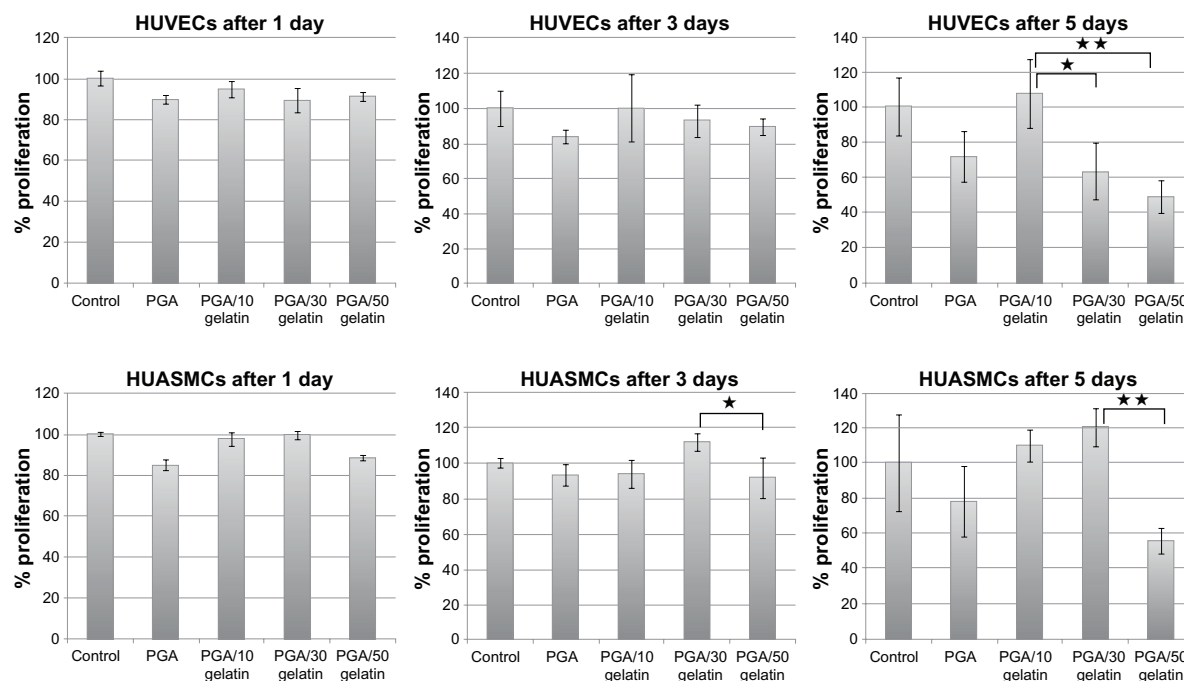 HUVECs after 1 day
% proliferation
120
100
80
60
40
20
0
Control PGA PGA/10 PGA/30 PGA/50
gelatin gelatin gelatin
HUVECs after 3 days
% proliferation
140
120
100
80
60
40
20
0
Control PGA PGA/10 PGA/30 PGA/50
gelatin gelatin gelatin
HUVECs after 5 days
% proliferation
140
120
100
80
60
40
20
0
★★
★
Control PGA PGA/10 PGA/30 PGA/50
gelatin gelatin gelatin
HUASMCs after 1 day
% proliferation
120
100
80
60
40
20
0
Control PGA PGA/10 PGA/30 PGA/50
gelatin gelatin gelatin
HUASMCs after 3 days
% proliferation
140
120
100
80
60
40
20
0
★
Control PGA PGA/10 PGA/30 PGA/50
gelatin gelatin gelatin
HUASMCs after 5 days
% proliferation
140
120
100
80
60
40
20
0
★★
Control PGA PGA/10 PGA/30 PGA/50
gelatin gelatin gelatin